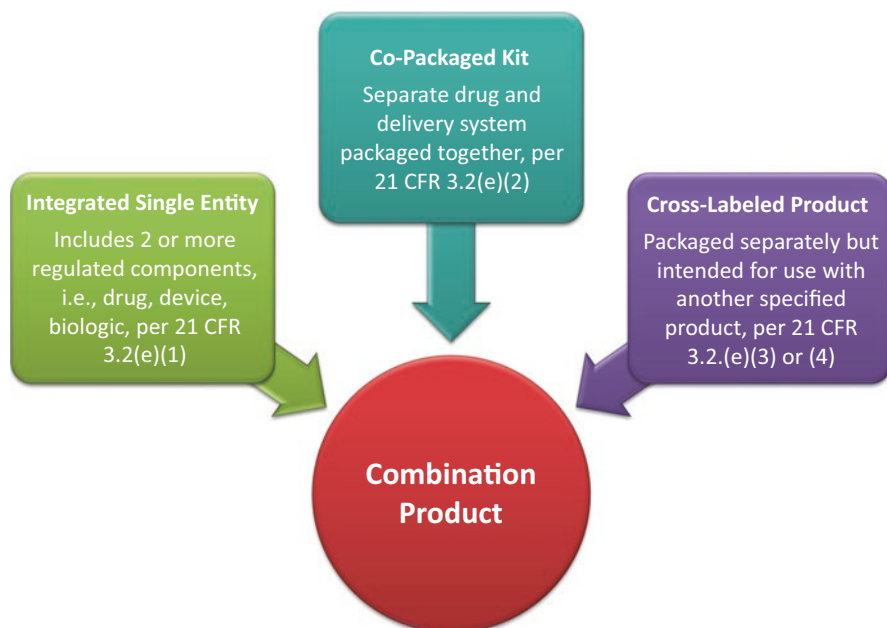 Co-Packaged Kit
Separate drug and
delivery system
packaged together, per
21 CFR 3.2(e)(2)
Integrated Single Entity
Includes 2 or more
regulated components,
i.e., drug, device,
biologic, per 21 CFR
3.2(e)(1)
Cross-Labeled Product
Packaged separately but
intended for use with
another specified
product, per 21 CFR
3.2.(e)(3) or (4)
Combination
Product